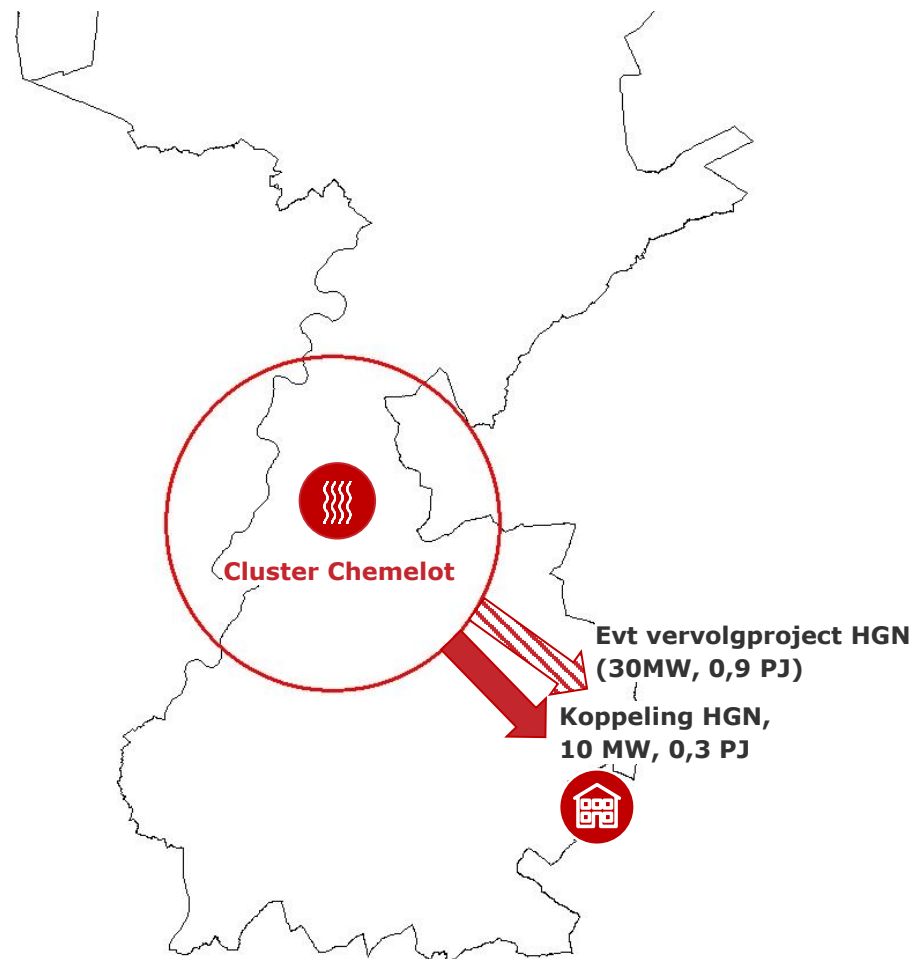 Cluster Chemelot
Evt vervolgproject HGN
(30MW, 0,9 PJ)
Koppeling HGN,
10 MW, 0,3 PJ